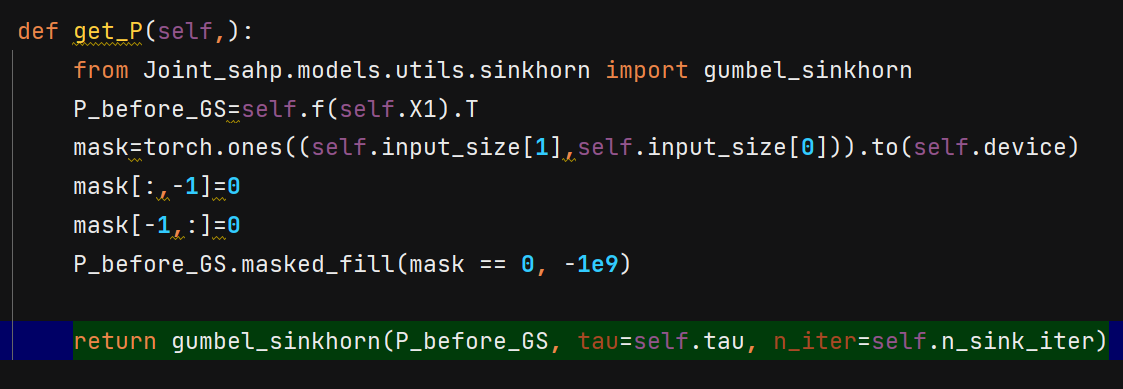 def get_P(self,):
from Joint_sahp.models.utils.sinkhorn import gumbel_sinkhorn
P_before_GS=self.f(self.X1).T
mask=torch.ones((self.input_size[1],self.input_size[0])).to(self.device)
mask[:,-1]=0
mask[-1,:]=0
P_before_GS.masked_fill(mask == 0, -1e9)
return gumbel_sinkhorn(P_before_GS, tau=self.tau, n_iter=self.n_sink_iter)